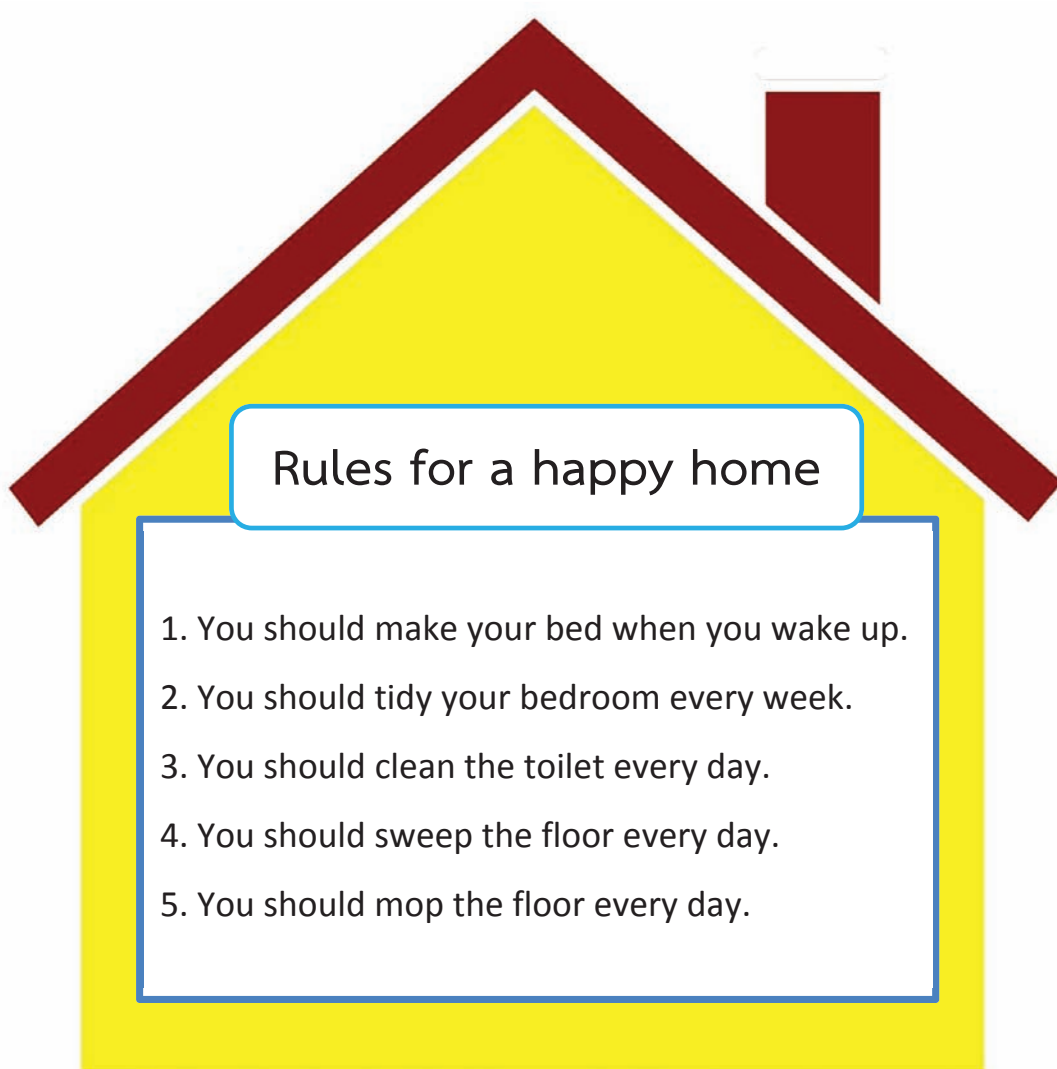 Rules for a happy home
1. You should make your bed when you wake up.
2. You should tidy your bedroom every week.
3. You should clean the toilet every day.
4. You should sweep the floor every day.
5. You should mop the floor every day.